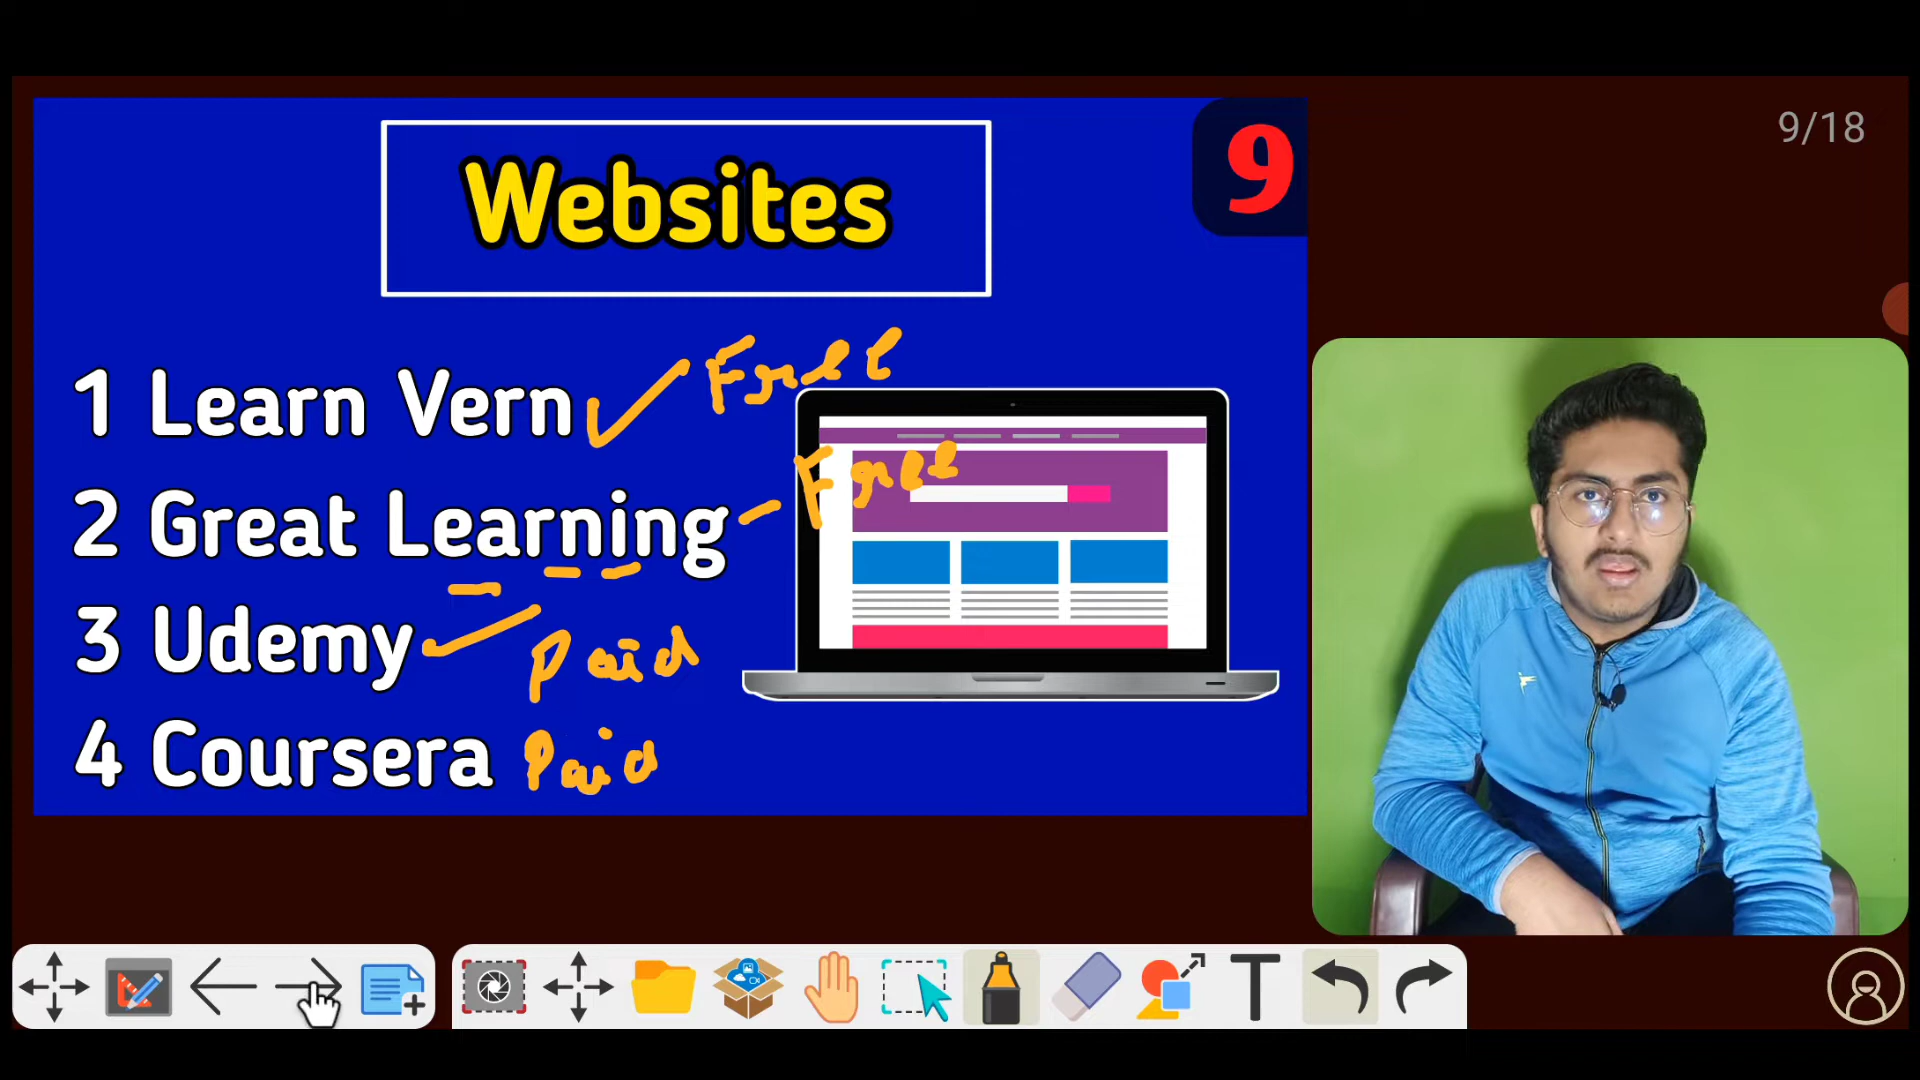 Websites
9
9/18
1 Learn Vern Free
2 Great Learning Free
3 Udemy Paid
4 Coursera Paid
T